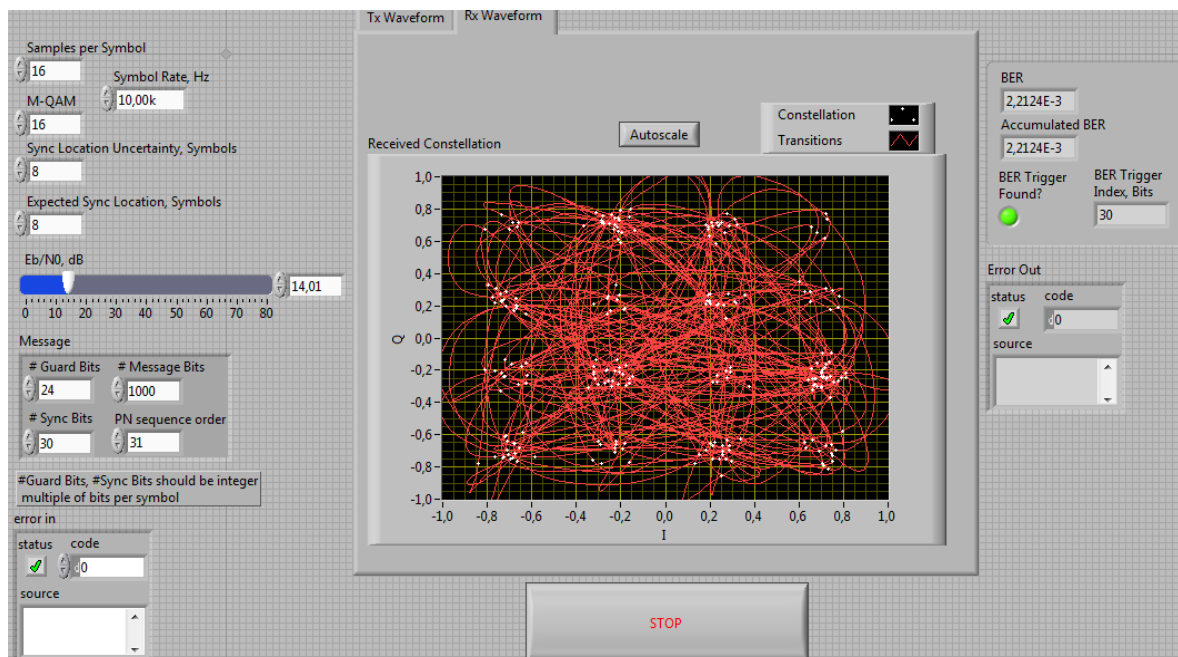 Tx Waveform
Rx Waveform
Samples per Symbol
16
Symbol Rate, Hz
10,00k
M-QAM
16
Sync Location Uncertainty, Symbols
8
Expected Sync Location, Symbols
8
Eb/N0, dB
14,01
0 10 20 30 40 50 60 70 80
Message
# Guard Bits
# Message Bits
24
1000
# Sync Bits
PN sequence order
30
31
#Guard Bits, #Sync Bits should be integer
multiple of bits per symbol
error in
status
code
d0
source
Received Constellation
Autoscale
Constellation
Transitions
1,0
0,8
0,6
0,4
0,2
0,0
-0,2
-0,4
-0,6
-0,8
-1,0
Q
-1,0 -0,8 -0,6 -0,4 -0,2 0,0 0,2 0,4 0,6 0,8 1,0
I
STOP
BER
2,2124E-3
Accumulated BER
2,2124E-3
BER Trigger
Found?
BER Trigger
Index, Bits
30
Error Out
status
code
d0
source